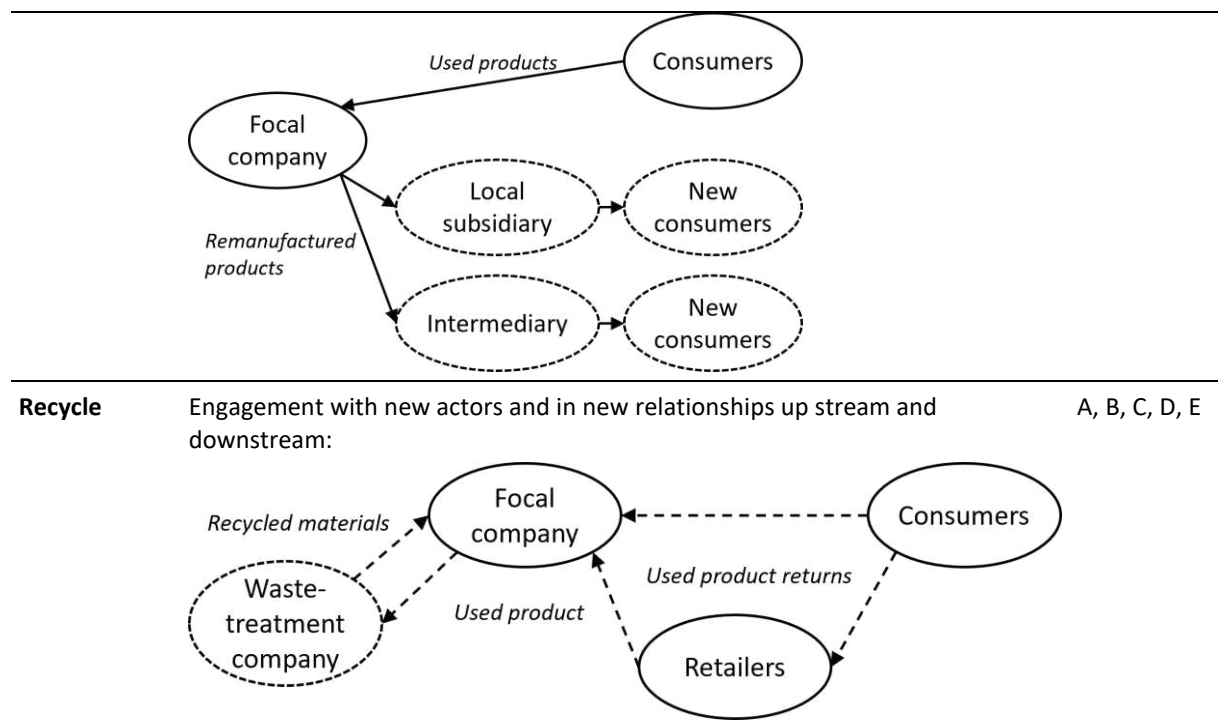 Used products
Consumers
Focal
company
Local
subsidiary
New
consumers
Remanufactured
products
Intermediary
New
consumers
Recycle
Engagement with new actors and in new relationships up stream and
downstream:
A, B, C, D, E
Focal
company
Consumers
Recycled materials
Used product returns
Waste-
treatment
company
Used product
Retailers